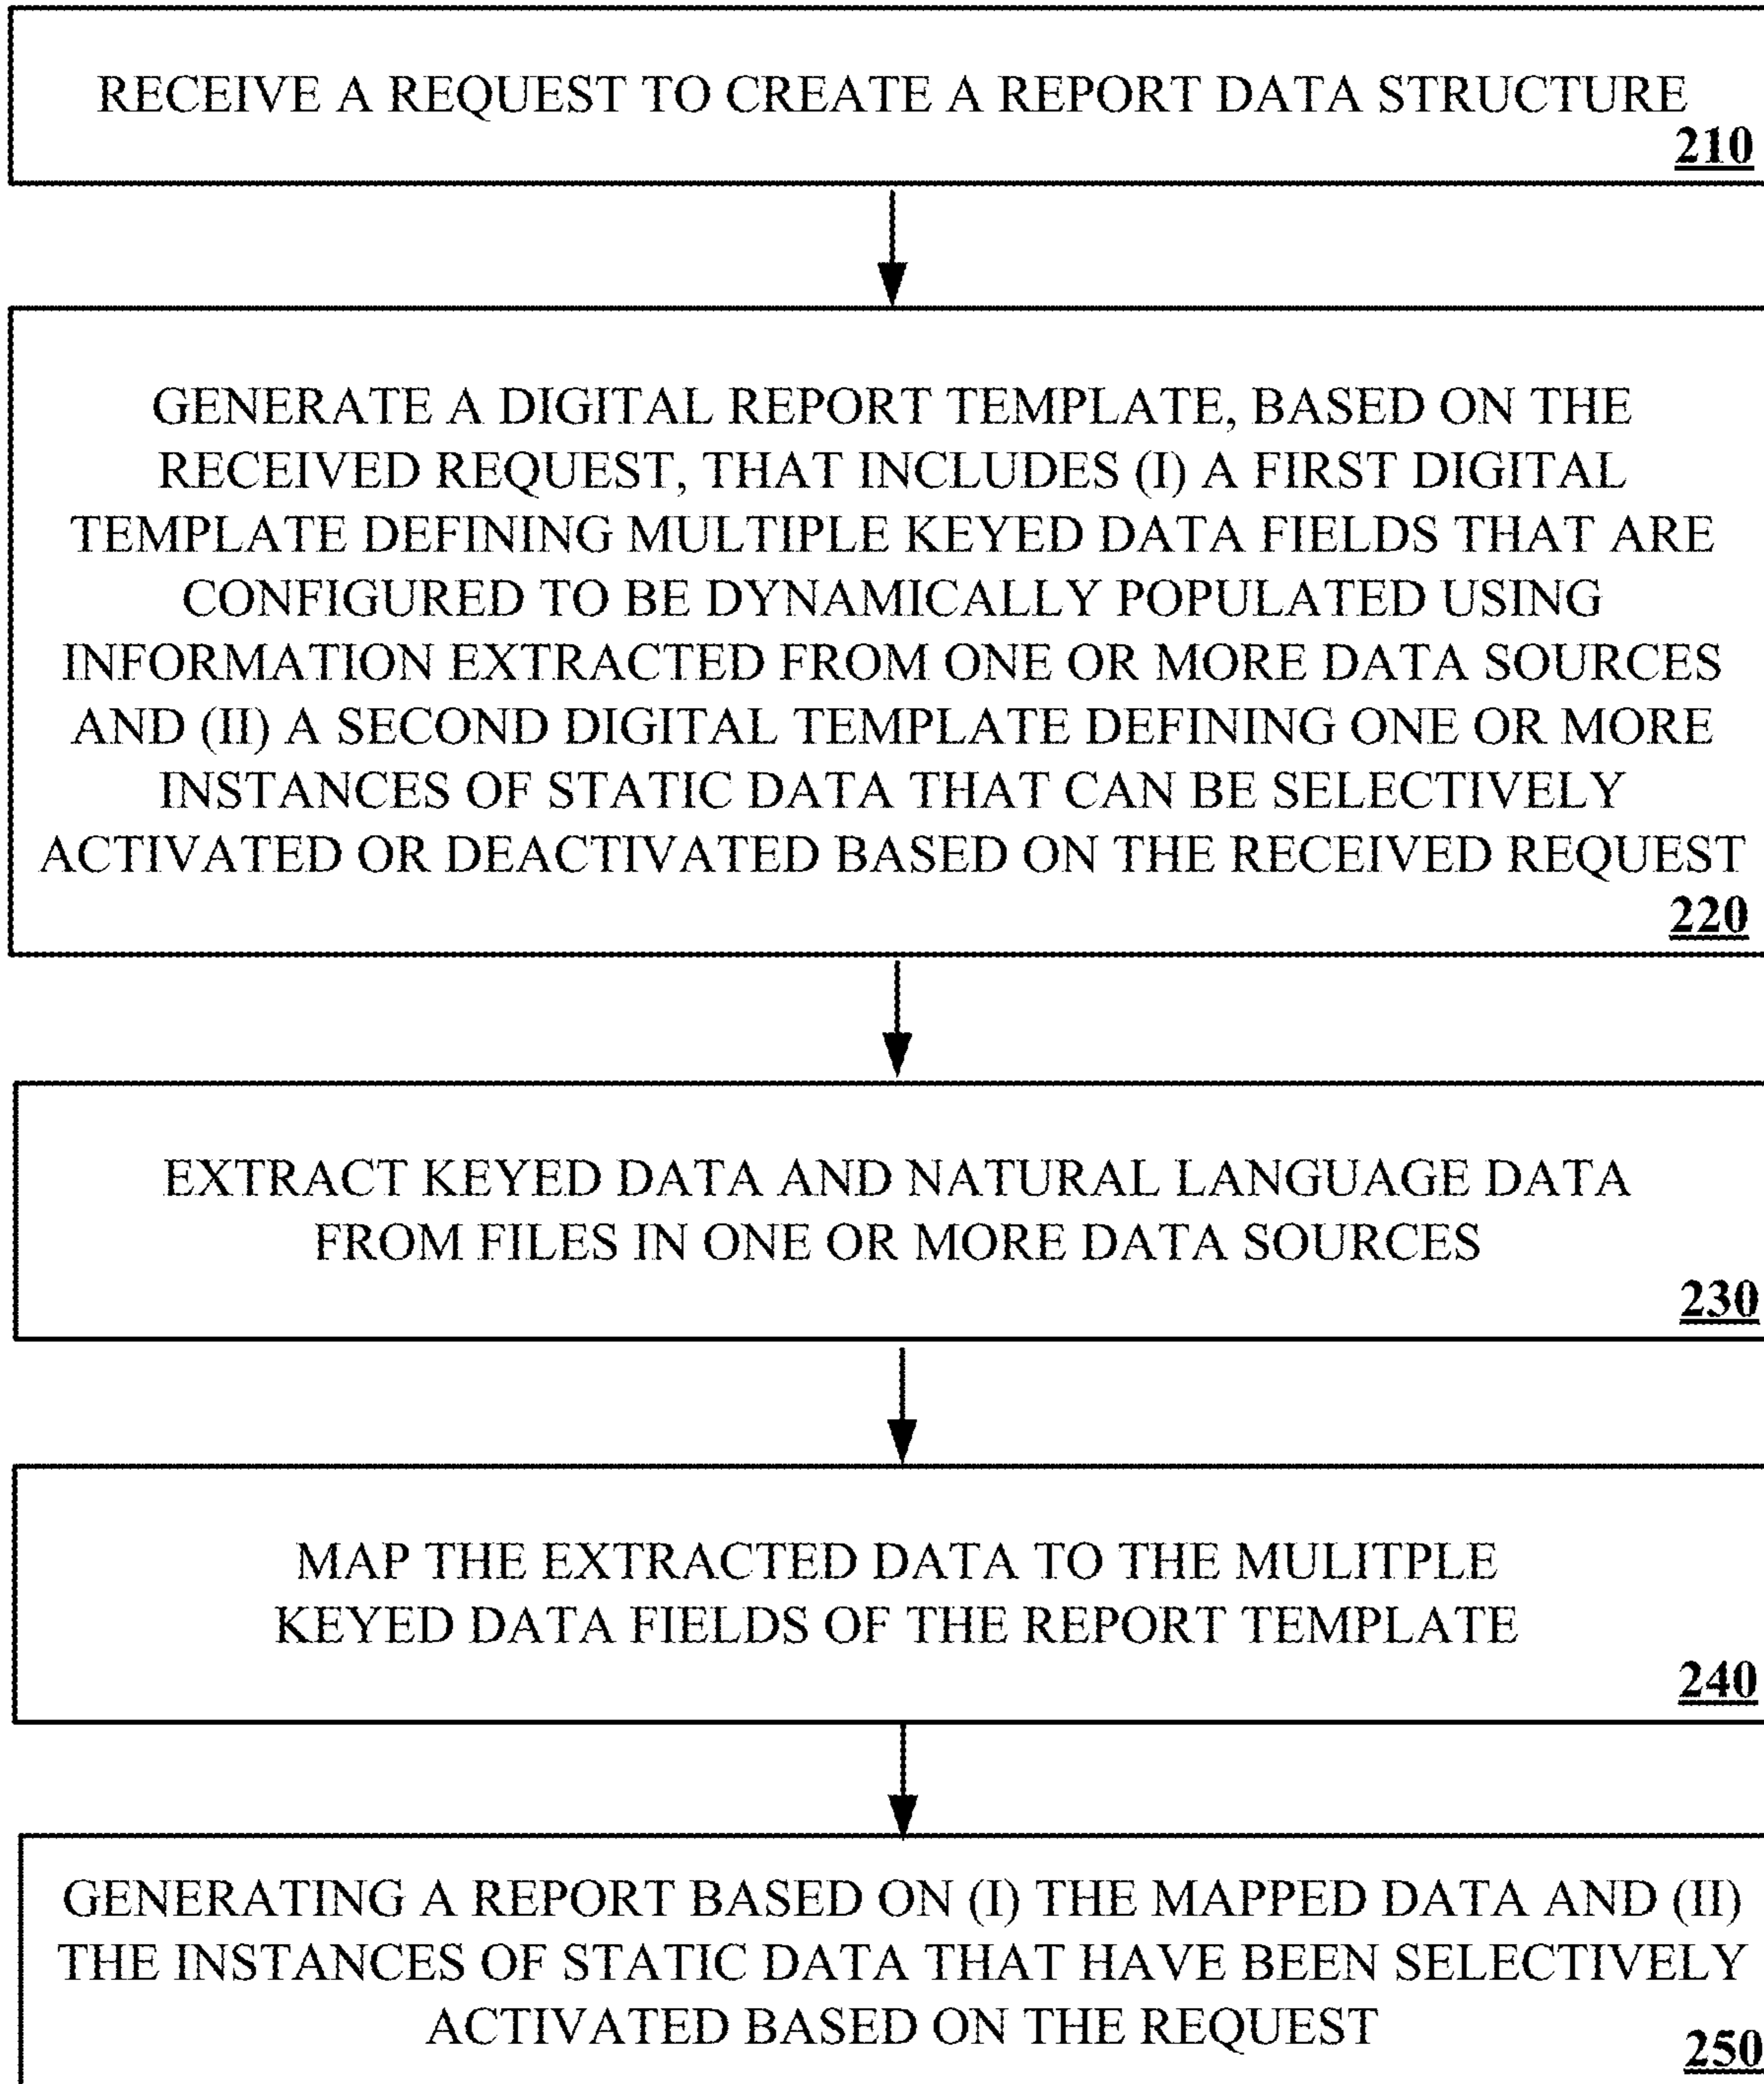 RECEIVE A REQUEST TO CREATE A REPORT DATA STRUCTURE
210
GENERATE A DIGITAL REPORT TEMPLATE, BASED ON THE
RECEIVED REQUEST, THAT INCLUDES (I) A FIRST DIGITAL
TEMPLATE DEFINING MULTIPLE KEYED DATA FIELDS THAT ARE
CONFIGURED TO BE DYNAMICALLY POPULATED USING
INFORMATION EXTRACTED FROM ONE OR MORE DATA SOURCES
AND (II) A SECOND DIGITAL TEMPLATE DEFINING ONE OR MORE
INSTANCES OF STATIC DATA THAT CAN BE SELECTIVELY
ACTIVATED OR DEACTIVATED BASED ON THE RECEIVED REQUEST
220
EXTRACT KEYED DATA AND NATURAL LANGUAGE DATA
FROM FILES IN ONE OR MORE DATA SOURCES
230
MAP THE EXTRACTED DATA TO THE MULITPLE
KEYED DATA FIELDS OF THE REPORT TEMPLATE
240
GENERATING A REPORT BASED ON (I) THE MAPPED DATA AND (II)
THE INSTANCES OF STATIC DATA THAT HAVE BEEN SELECTIVELY
ACTIVATED BASED ON THE REQUEST
250